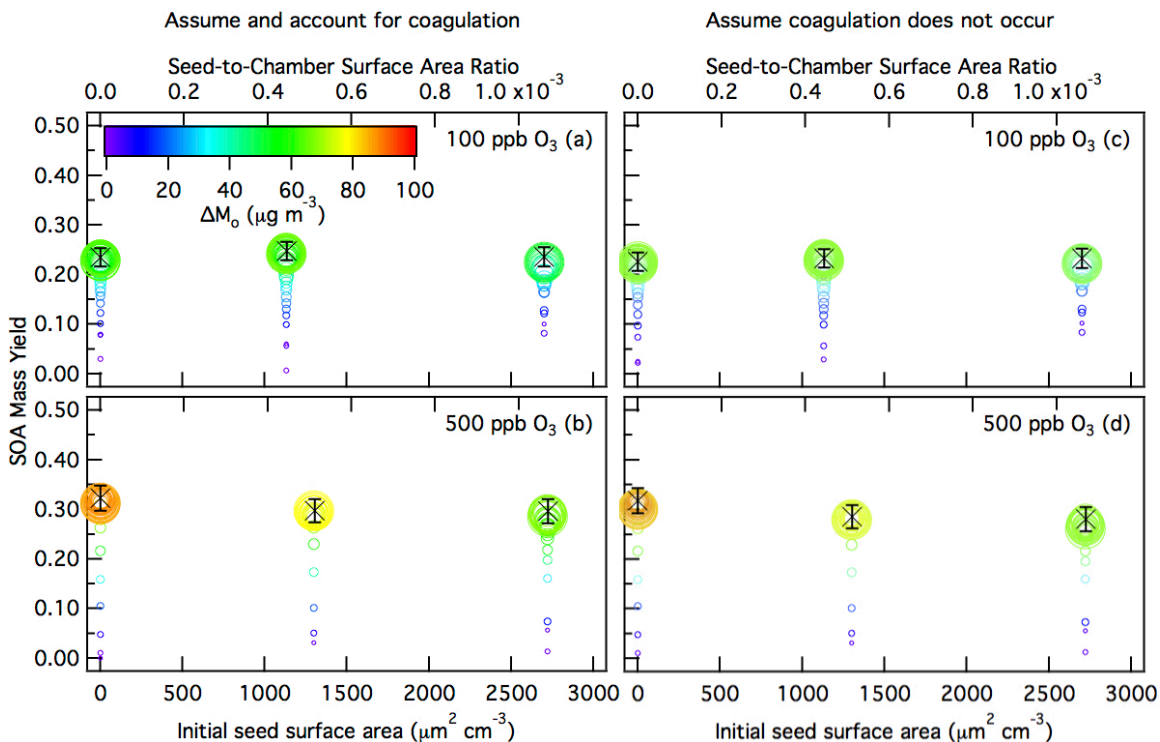 Assume and account for coagulation
Assume coagulation does not occur
Seed-to-Chamber Surface Area Ratio
Seed-to-Chamber Surface Area Ratio
0.0 0.2 0.4 0.6 0.8 1.0 x10⁻³
0.0 0.2 0.4 0.6 0.8 1.0 x10⁻³
0.50
0.40
0.30
0.20
0.10
0.00
100 ppb O₃ (a)
0 20 40 60 80 100
ΔMₒ (μg m⁻³)
100 ppb O₃ (c)
SOA Mass Yield
0.50
0.40
0.30
0.20
0.10
0.00
500 ppb O₃ (b)
500 ppb O₃ (d)
0 500 1000 1500 2000 2500 3000
0 500 1000 1500 2000 2500 3000
Initial seed surface area (μm² cm⁻³)
Initial seed surface area (μm² cm⁻³)